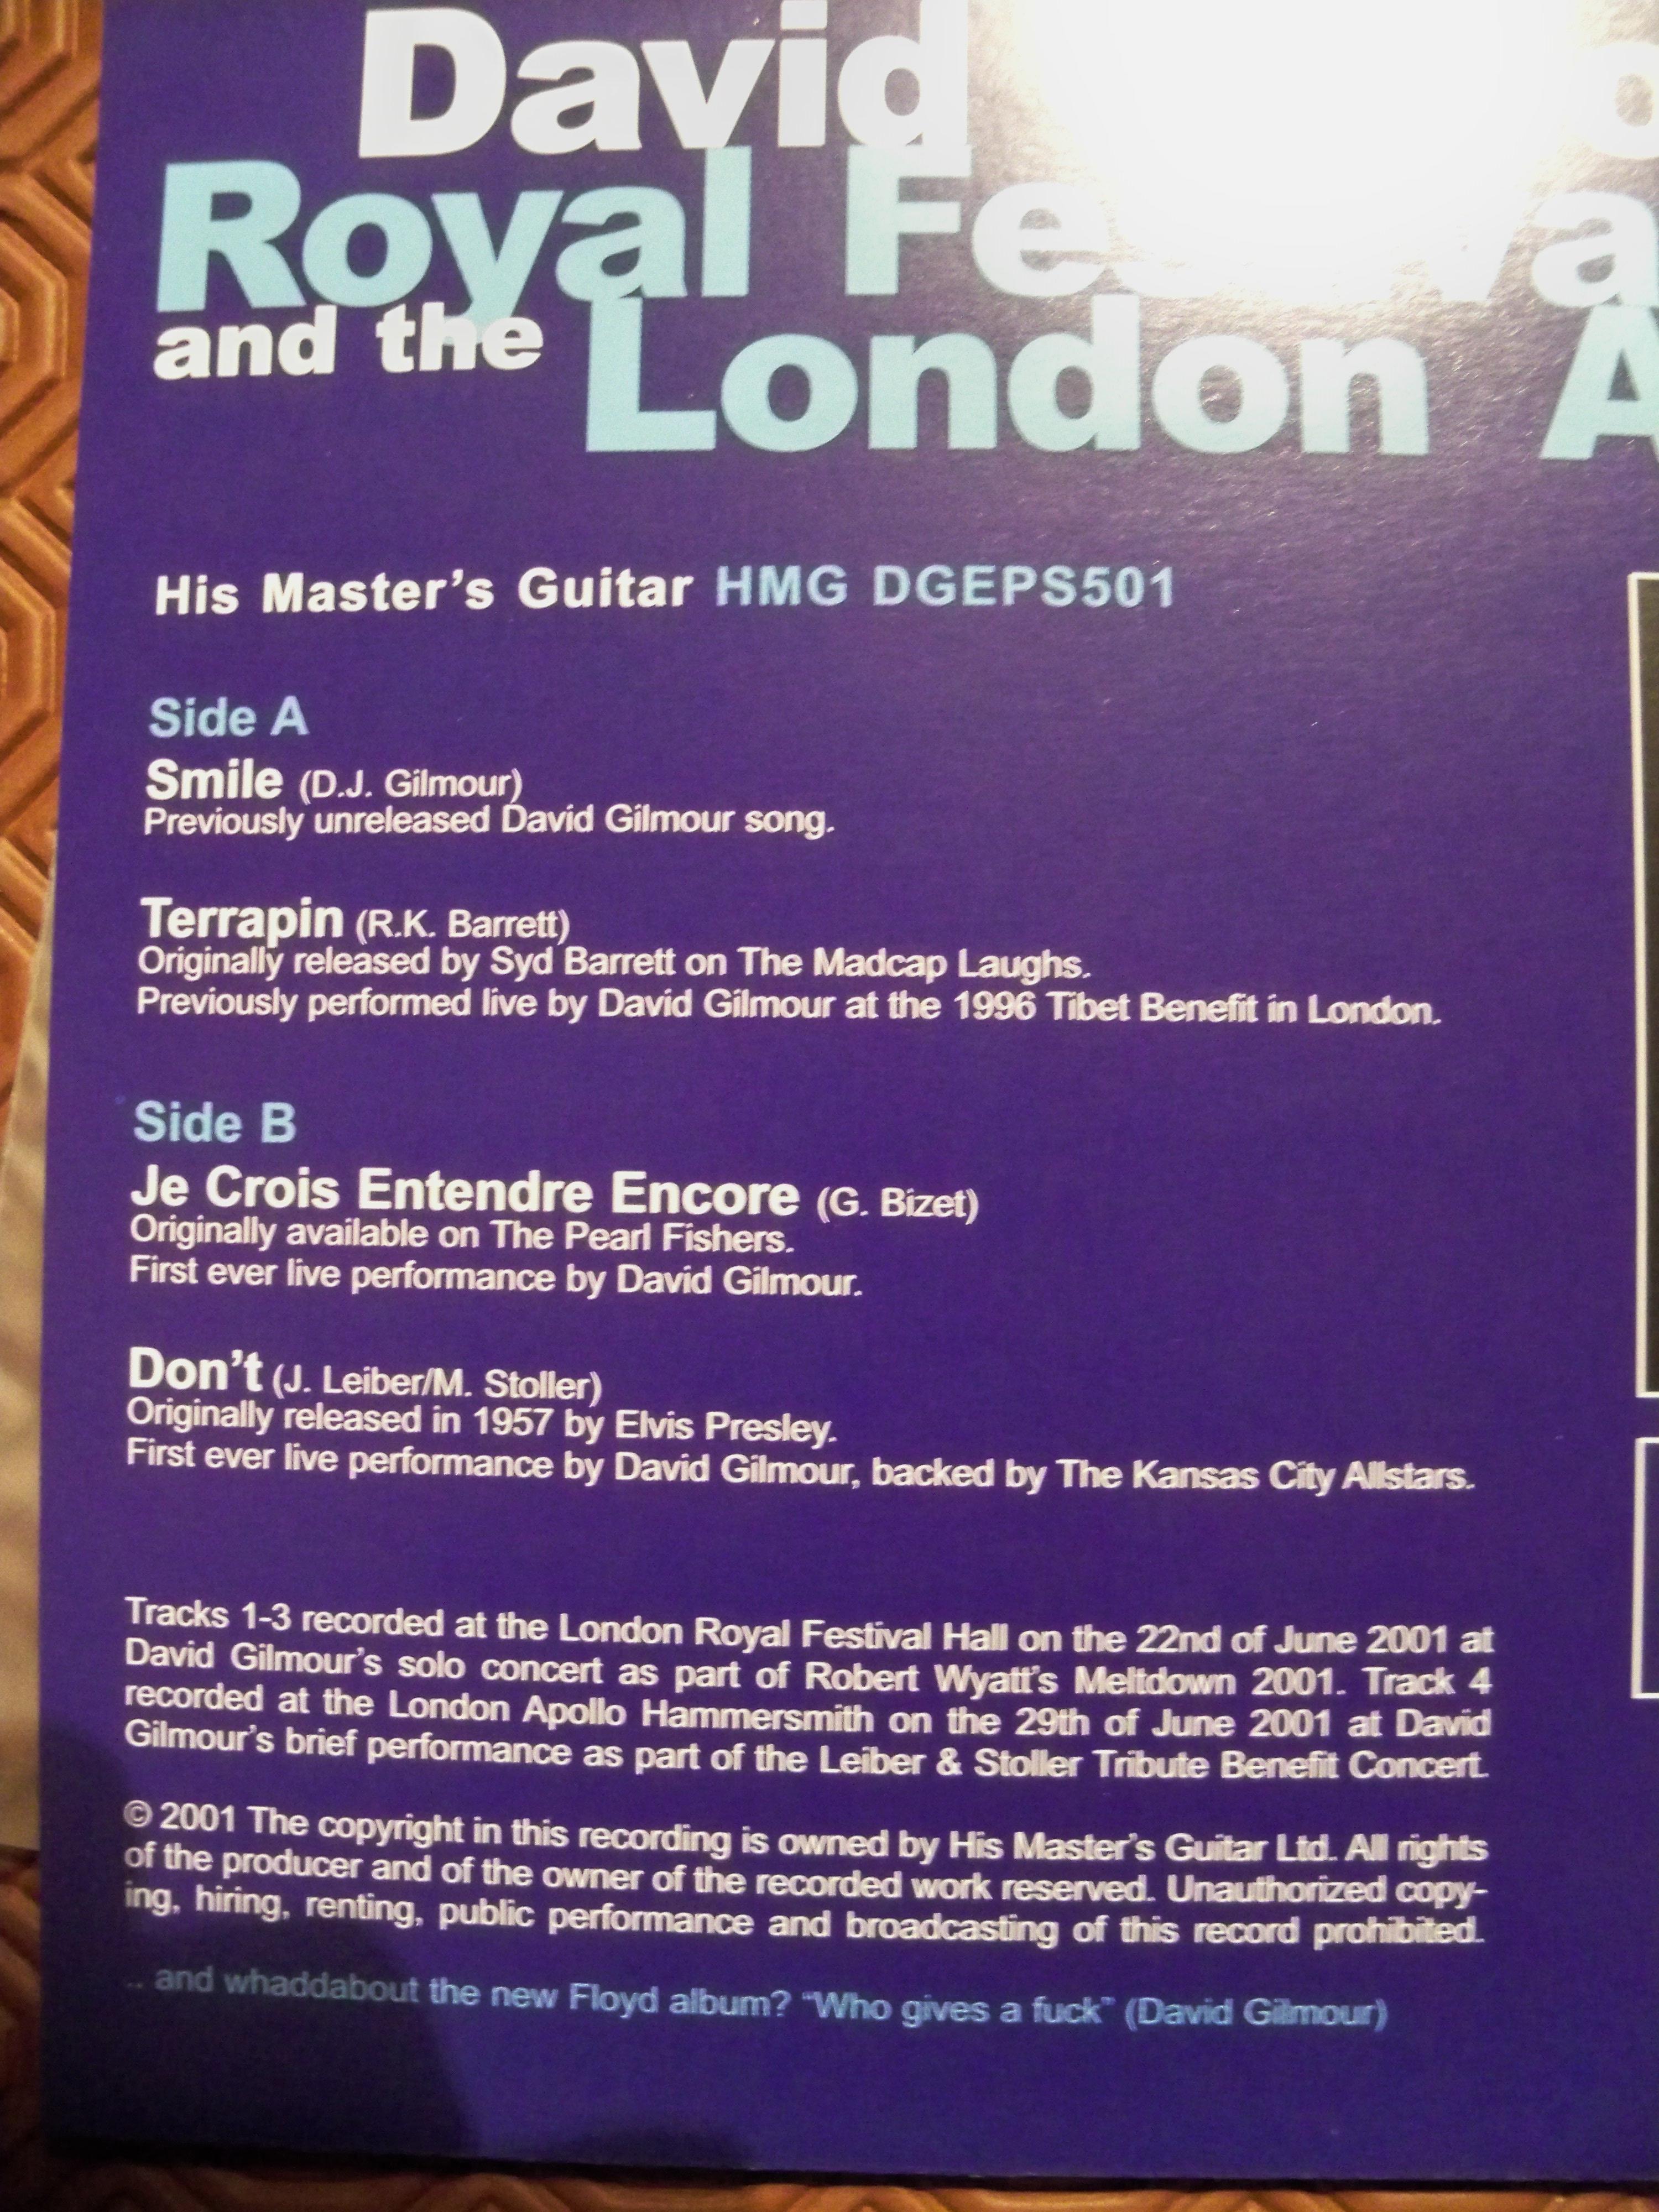 David
Royal
and the London
His Master's Guitar HMG DGEPS501
Side A
Smile (D.J. Gilmour)
Previously unreleased David Gilmour song.
Terrapin (R.K. Barrett)
Originally released by Syd Barrett on The Madcap Laughs.
Previously performed live by David Gilmour at the 1996 Tibet Benefit in London.
Side B
Je Crois Entendre Encore (G. Bizet)
Originally available on The Pearl Fishers.
First ever live performance by David Gilmour.
Don't (J. Leiber/M. Stoller)
Originally released in 1957 by Elvis Presley.
First ever live performance by David Gilmour, backed by The Kansas City Allstars.
Tracks 1-3 recorded at the London Royal Festival Hall on the 22nd of June 2001 at
David Gilmour's solo concert as part of Robert Wyatt's Meltdown 2001. Track 4
recorded at the London Apollo Hammersmith on the 29th of June 2001 at David
Gilmour's brief performance as part of the Leiber & Stoller Tribute Benefit Concert.
© 2001 The copyright in this recording is owned by His Master's Guitar Ltd. All rights
of the producer and of the owner of the recorded work reserved. Unauthorized copy-
ing, hiring, renting, public performance and broadcasting of this record prohibited.
.. and whaddabout the new Floyd album? "Who gives a fuck" (David Gilmour)